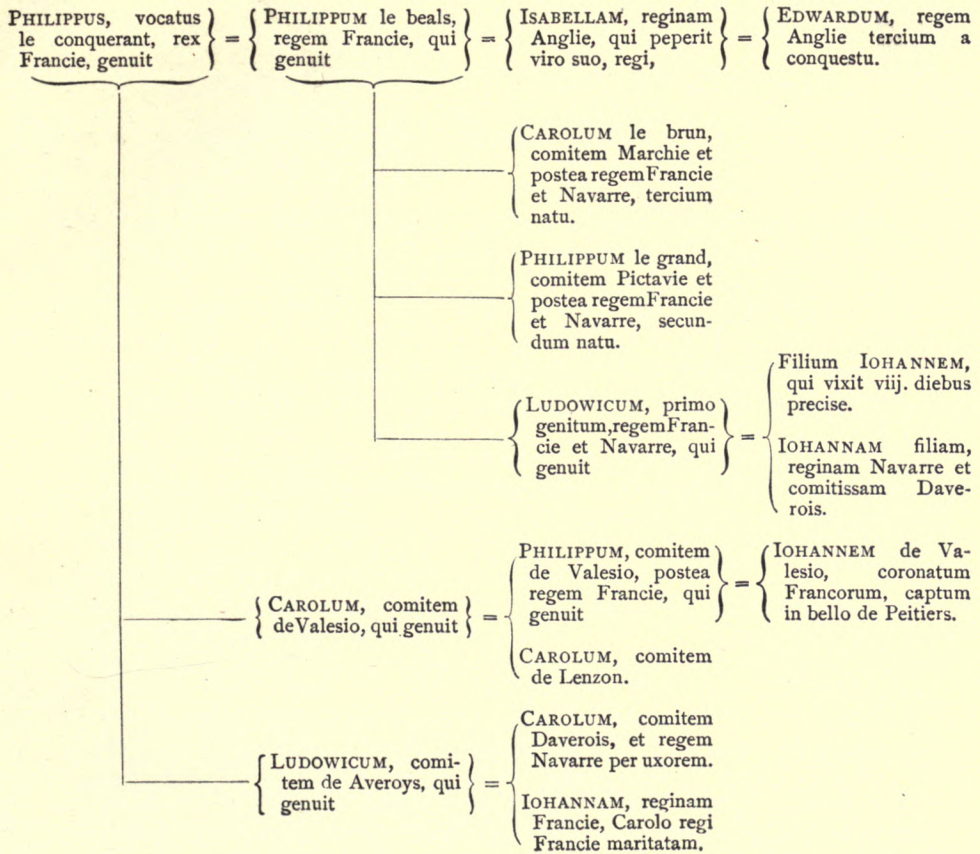 PHILIPPUS, vocatus
le conquerant, rex
Francie, genuit
=
PHILIPPUM le beals,
regem Francie, qui
genuit
=
ISABELLAM, reginam
Anglie, qui peperit
viro suo, regi,
=
EDWARDUM, regem
Anglie tercium a
conquestu.
CAROLUM le brun,
comitem Marchie et
postea regem Francie
et Navarre, tercium
natu.
PHILIPPUM le grand,
comitem Pictavie et
postea regem Francie
et Navarre, secun-
dum natu.
LUDOWICUM, primo
genitum, regem Fran-
cie et Navarre, qui
genuit
=
Filium IOHANNEM,
qui vixit viij. diebus
precise.
IOHANNAM filiam,
reginam Navarre et
comitissam Dave-
rois.
CAROLUM, comitem
de Valesio, qui genuit
=
PHILIPPUM, comitem
de Valesio, postea
regem Francie, qui
genuit
=
IOHANNEM de Va-
lesio, coronatum
Francorum, captum
in bello de Peitiers.
CAROLUM, comitem
de Lenzon.
LUDOWICUM, comi-
tem de Averoys, qui
genuit
=
CAROLUM, comitem
Daverois, et regem
Navarre per uxorem.
IOHANNAM, reginam
Francie, Carolo regi
Francie maritatam.